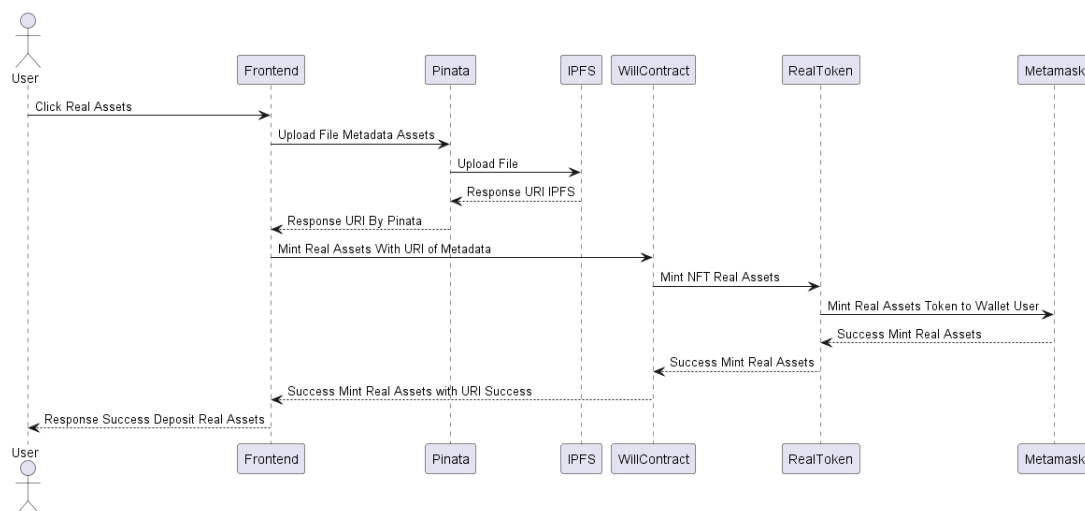 User
Frontend
Pinata
IPFS
WillContract
RealToken
Metamask
Click Real Assets
Upload File Metadata Assets
Upload File
Response URI IPFS
Response URI By Pinata
Mint Real Assets With URI of Metadata
Mint NFT Real Assets
Mint Real Assets Token to Wallet User
Success Mint Real Assets
Success Mint Real Assets
Success Mint Real Assets with URI Success
Response Success Deposit Real Assets
User
Frontend
Pinata
IPFS
WillContract
RealToken
Metamask